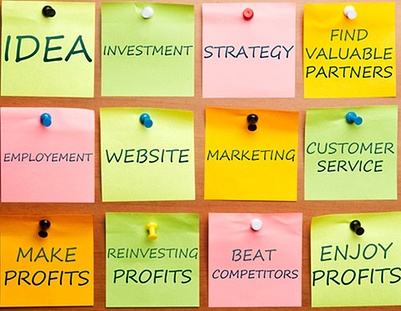 IDEA
INVESTMENT
STRATEGY
FIND
VALUABLE
PARTNERS
EMPLOYEMENT
WEBSITE
MARKETING
CUSTOMER
SERVICE
MAKE
PROFITS
REINVESTING
PROFITS
BEAT
COMPETITORS
ENJOY
PROFITS